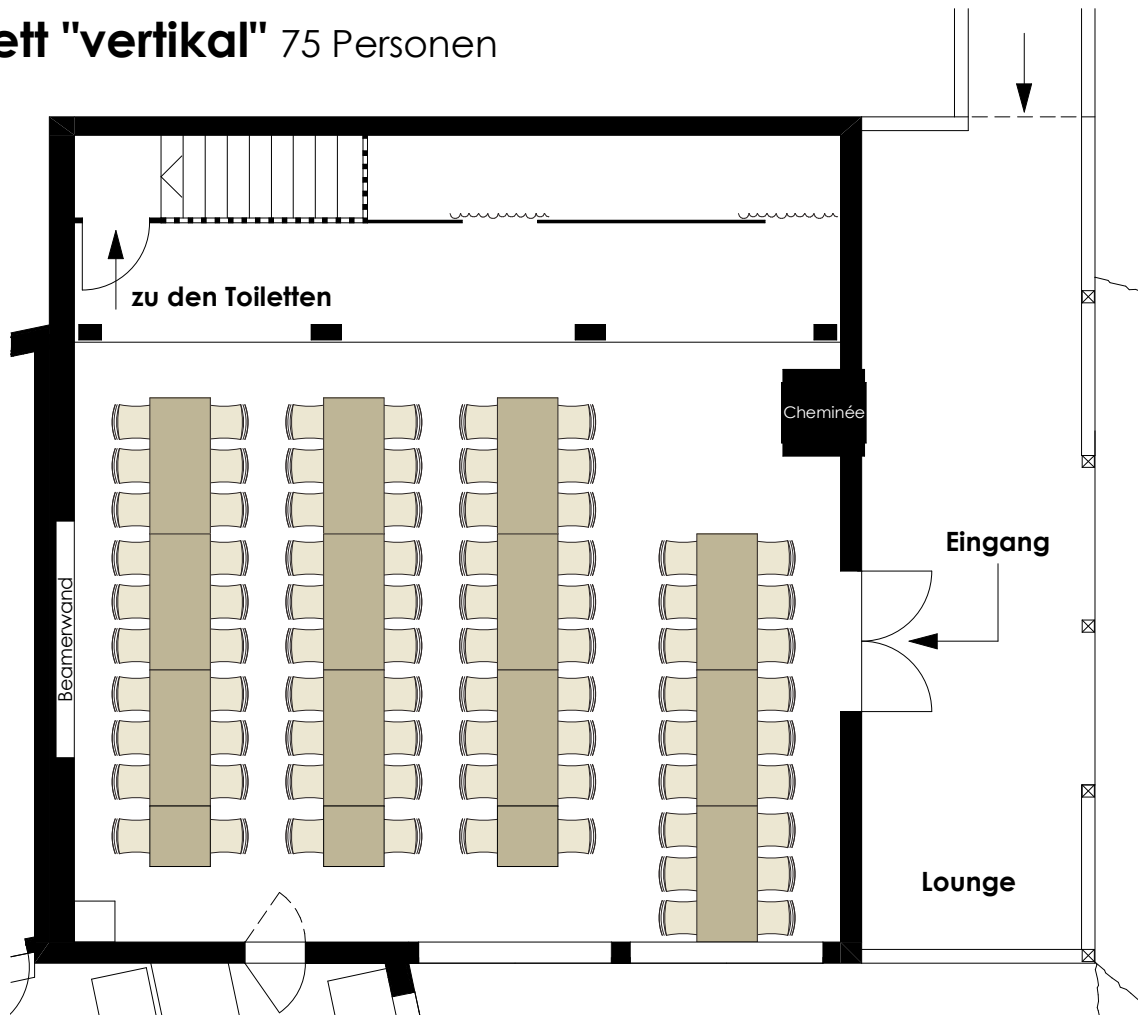 ett "vertikal" 75 Personen
zu den Toiletten
Cheminée
Eingang
Beamerwand
Lounge